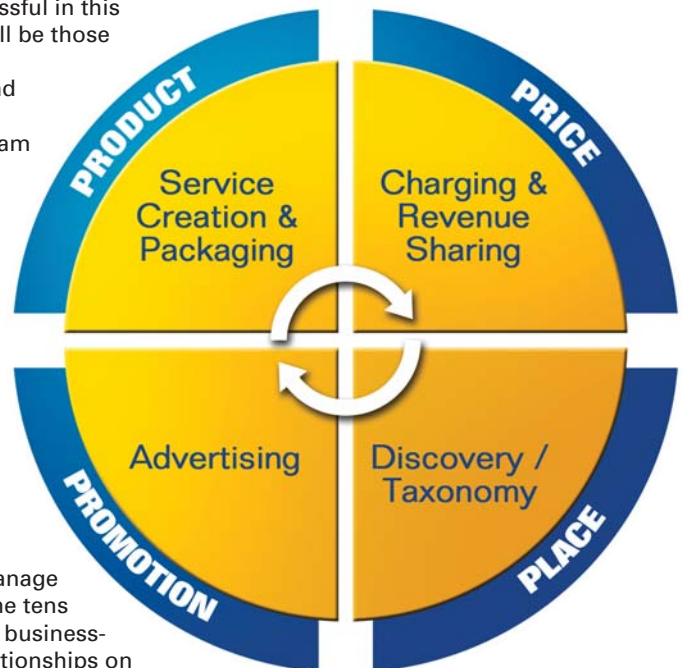 ssful in this
ll be those
nd
am
PRODUCT
Service
Creation &
Packaging
PRICE
Charging &
Revenue
Sharing
PROMOTION
Advertising
PLACE
Discovery /
Taxonomy
anage
ne tens
business-
tionships on